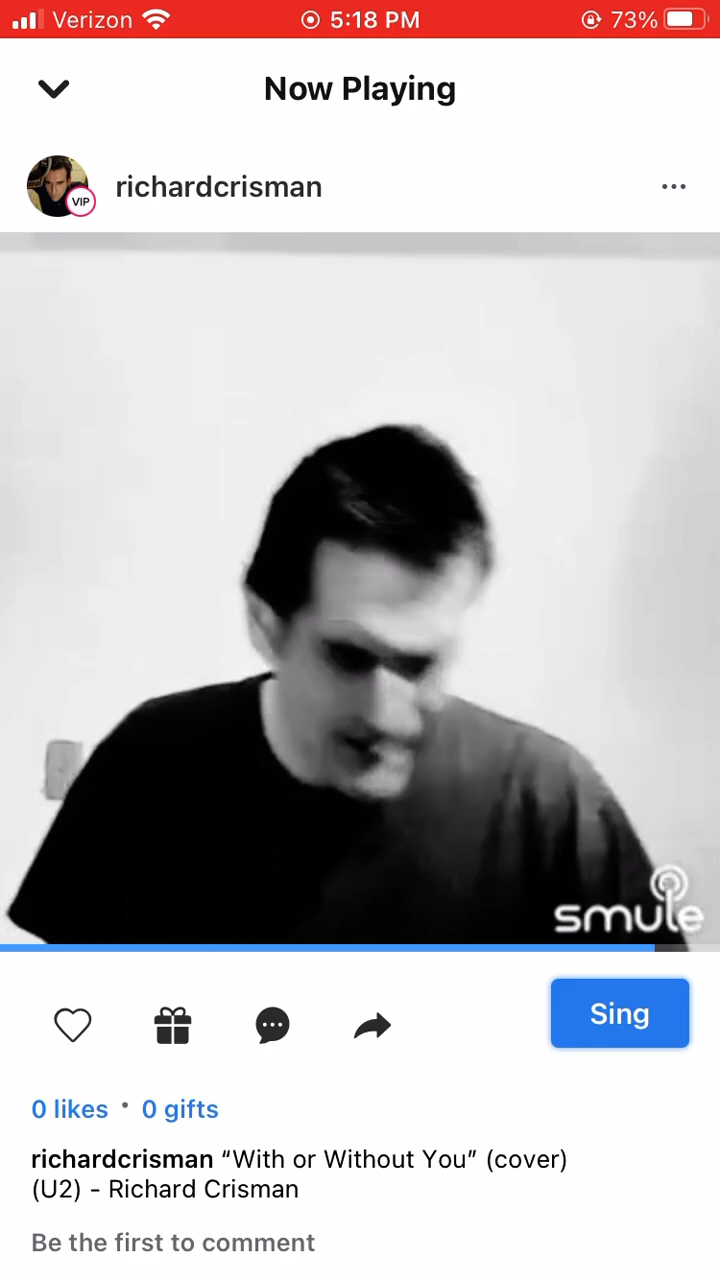 Verizon 5:18 PM 73%
Now Playing
richardcrisman
VIP
smule
Sing
0 likes • 0 gifts
richardcrisman “With or Without You” (cover)
(U2) - Richard Crisman
Be the first to comment